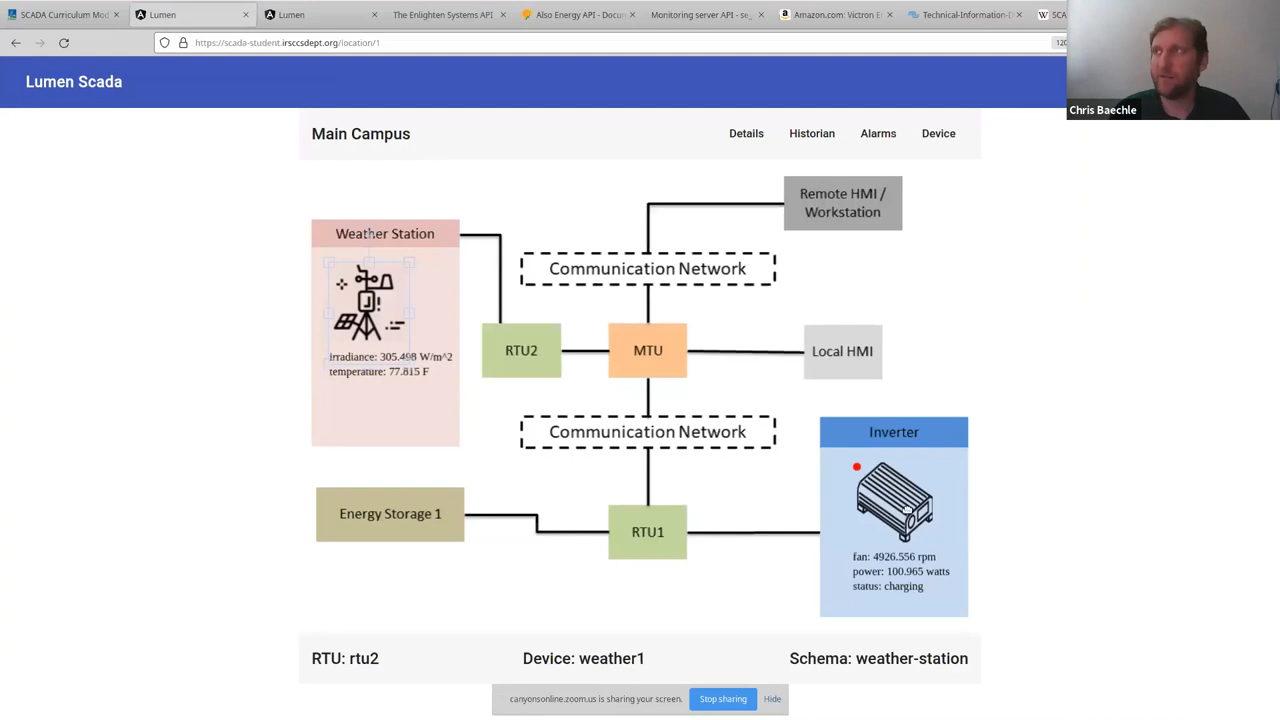 SCADA Curriculum Mod
Lumen
Lumen
The Enlighten Systems API
Also Energy API - Docun
Monitoring server API - se
Amazon.com: Victron E
Technical-Information-
SCA
https://scada-student.irsccsdept.org/location/1
120
Lumen Scada
Chris Baechle
Main Campus
Details
Historian
Alarms
Device
Remote HMI /
Workstation
Weather Station
Communication Network
irradiance: 305.498 W/m^2
temperature: 77.815 F
RTU2
MTU
Local HMI
Communication Network
Inverter
Energy Storage 1
RTU1
fan: 4926.556 rpm
power: 100.965 watts
status: charging
RTU: rtu2
Device: weather1
Schema: weather-station
canyonsonline.zoom.us is sharing your screen.
Stop sharing
Hide